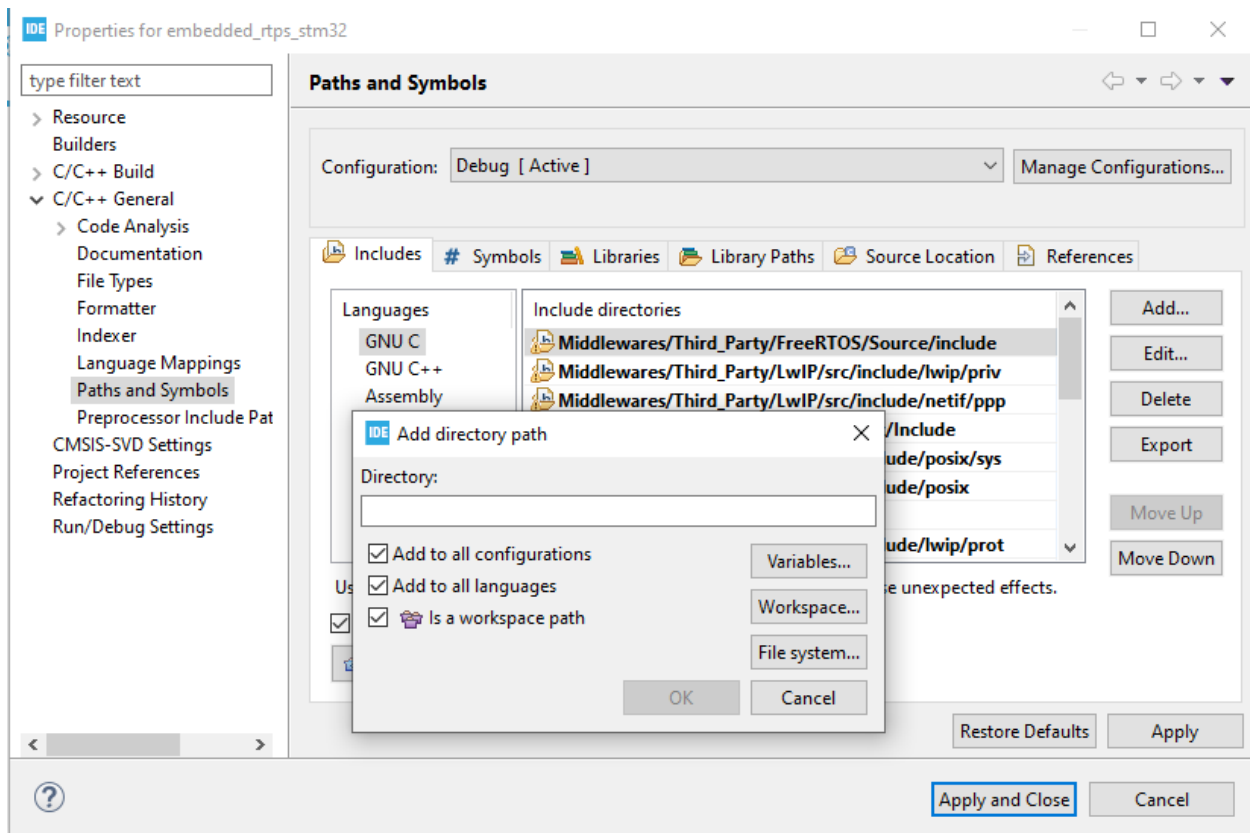 IDE Properties for embedded_rtps_stm32
type filter text
Resource
Builders
C/C++ Build
C/C++ General
Code Analysis
Documentation
File Types
Formatter
Indexer
Language Mappings
Paths and Symbols
Preprocessor Include Pat
CMSIS-SVD Settings
Project References
Refactoring History
Run/Debug Settings
Paths and Symbols
Configuration: Debug [ Active ] Manage Configurations...
Includes # Symbols Libraries Library Paths Source Location References
Languages
GNU C
GNU C++
Assembly
Include directories
Middlewares/Third_Party/FreeRTOS/Source/include
Middlewares/Third_Party/LwIP/src/include/lwip/priv
Middlewares/Third_Party/LwIP/src/include/netif/ppp
/Include
ude/posix/sys
ude/posix
ude/lwip/prot
Add...
Edit...
Delete
Export
Move Up
Move Down
Us
se unexpected effects.
IDE Add directory path
Directory:
Add to all configurations
Add to all languages
Is a workspace path
Variables...
Workspace...
File system...
OK Cancel
Restore Defaults Apply
? Apply and Close Cancel